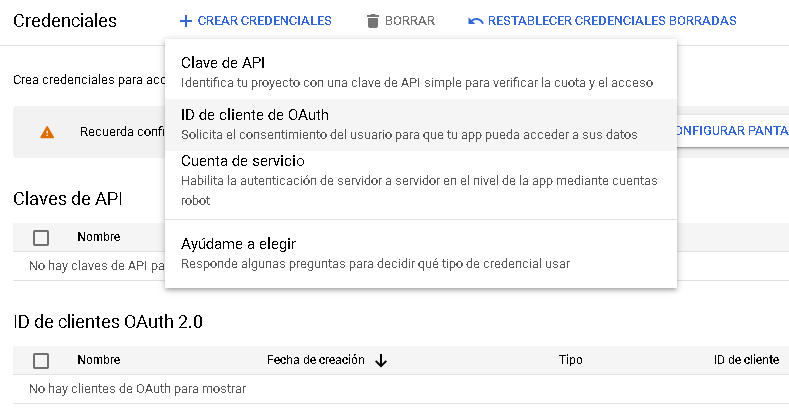 Credenciales
CREAR CREDENCIALES
BORRAR
RESTABLECER CREDENCIALES BORRADAS
Clave de API
Identifica tu proyecto con una clave de API simple para verificar la cuota y el acceso
Crea credenciales para
ID de cliente de OAuth
Solicita el consentimiento del usuario para que tu app pueda acceder a sus datos
Recuerda
PANTA
Cuenta de servicio
Habilita la autenticación de servidor a servidor en el nivel de la app mediante cuentas
robot
Claves de API
Nombre
Ayúdame a elegir
Responde algunas preguntas para decidir qué tipo de credencial usar
No hay claves de API
ID de clientes OAuth 2.0
Nombre Fecha de creación Tipo ID de cliente
No hay clientes de OAuth para mostrar